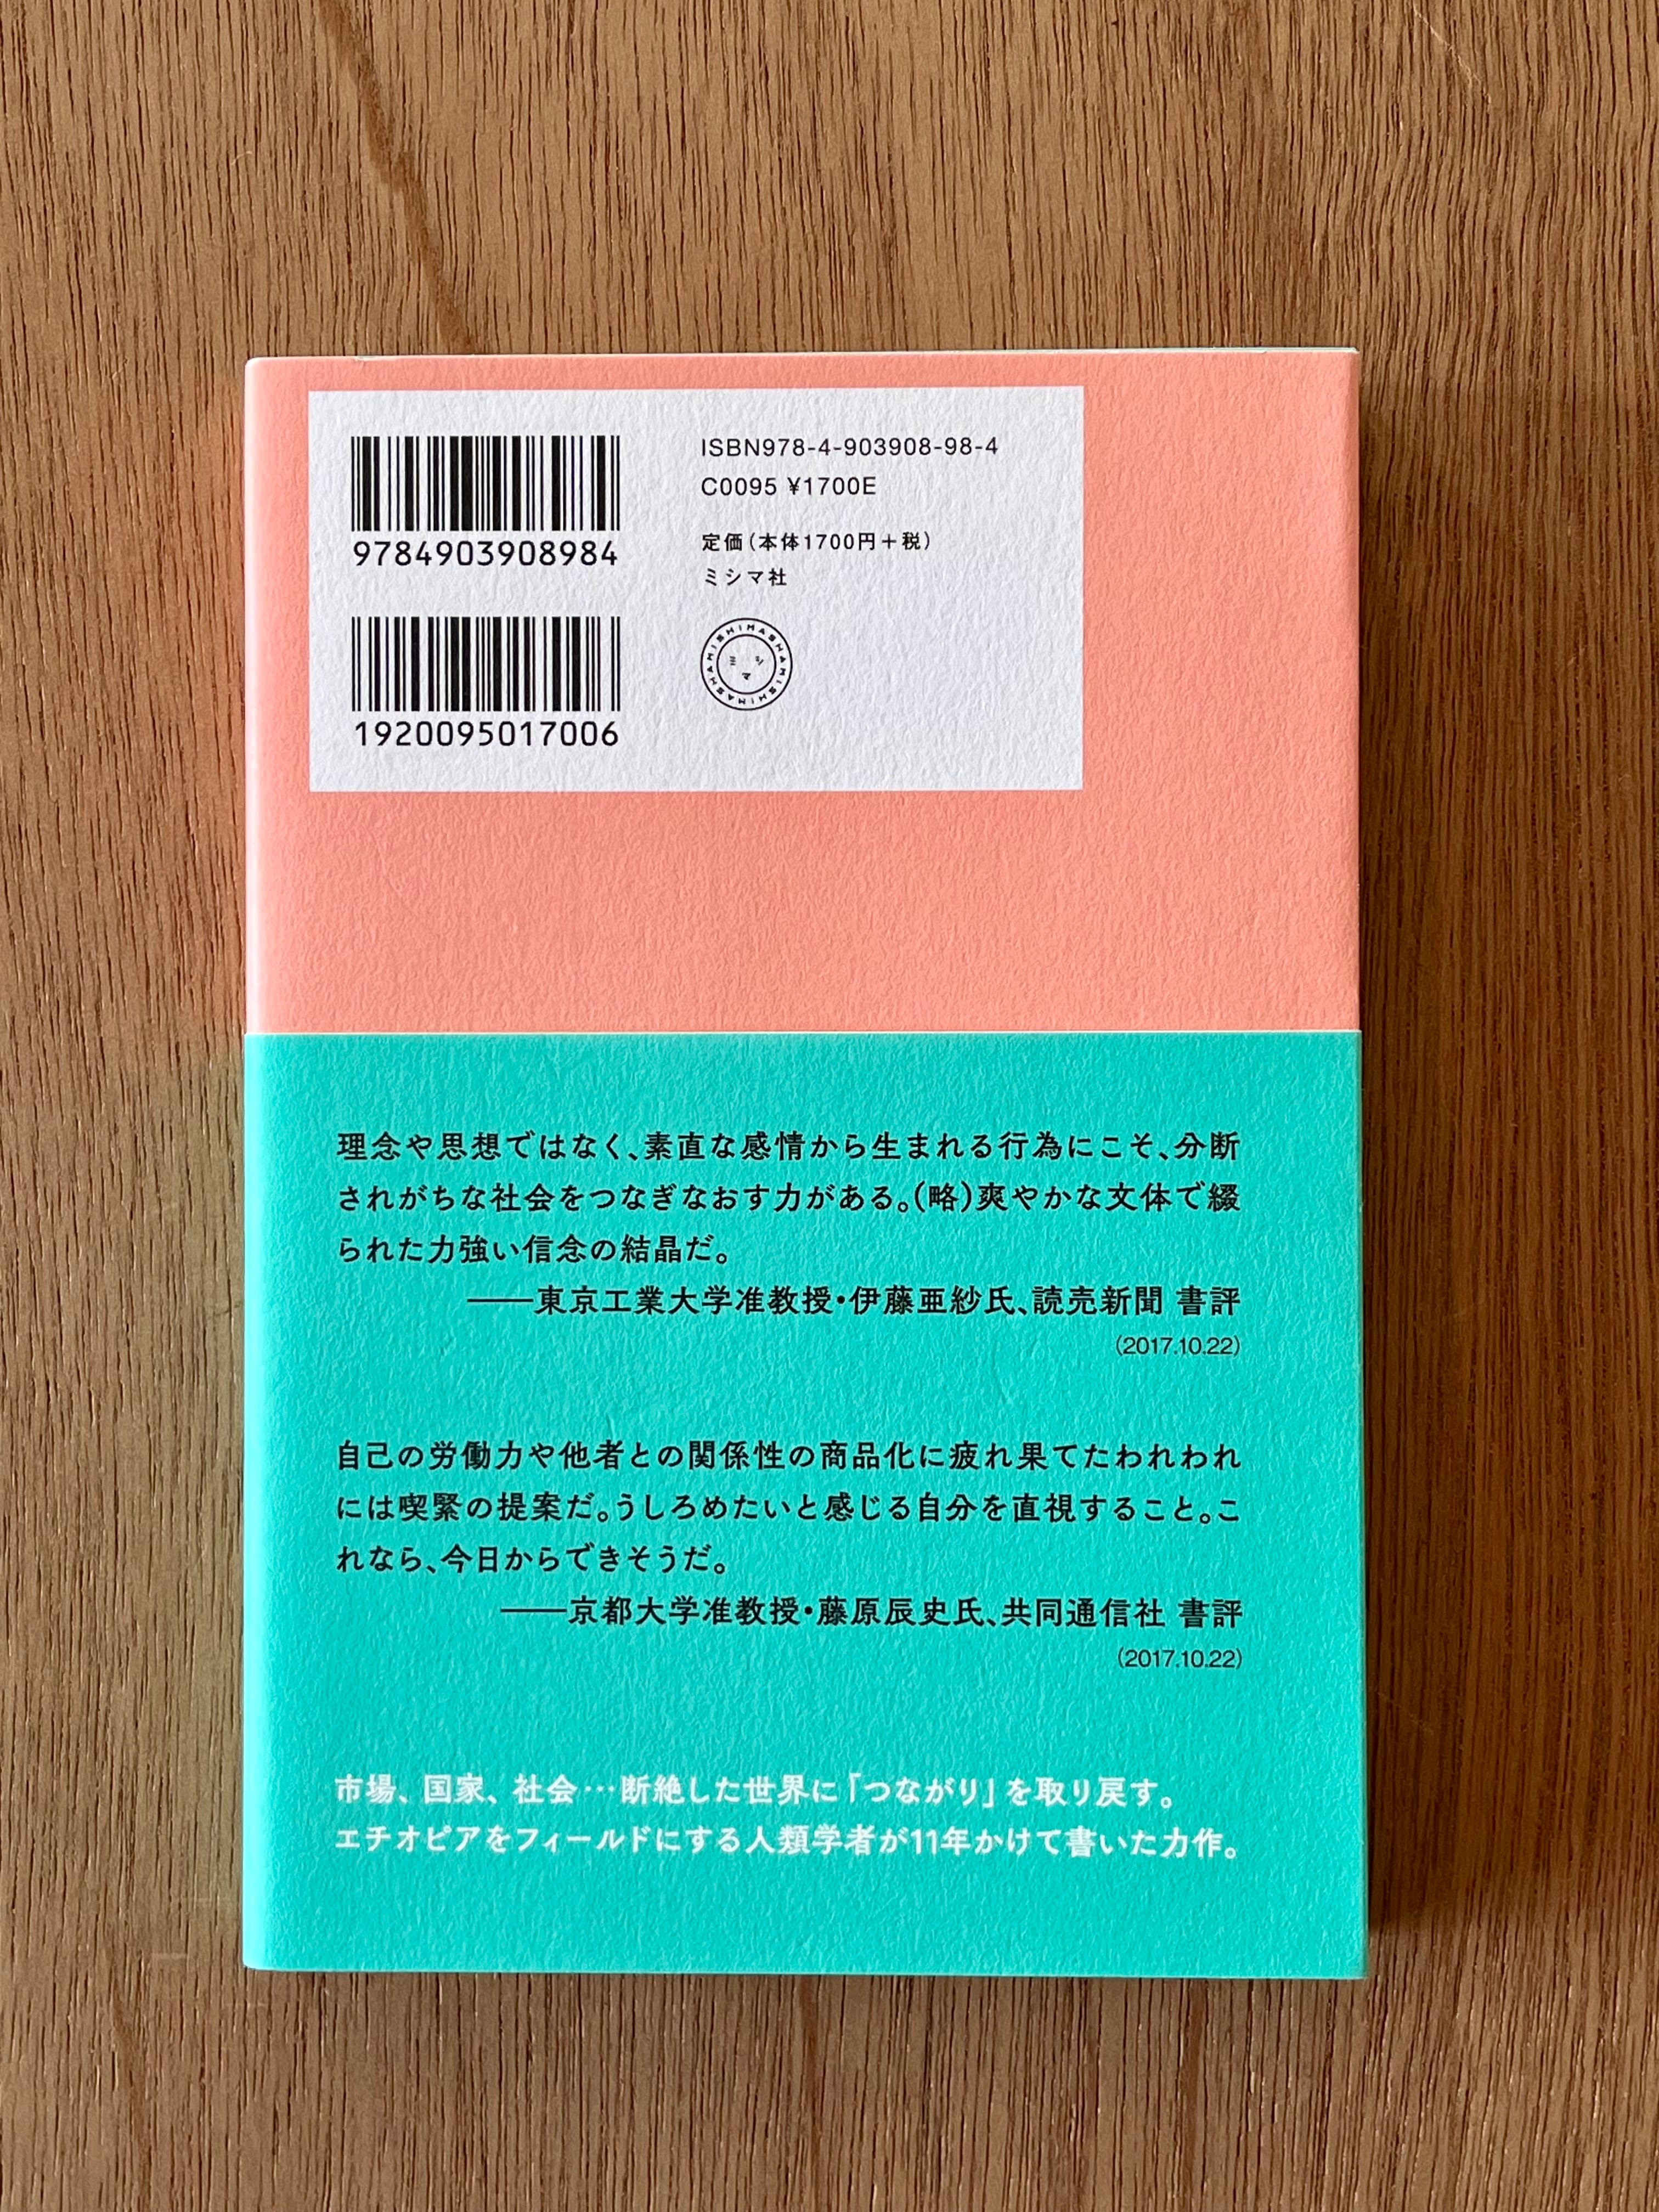 9784903908984
1920095017006
ISBN978-4-903908-98-4
C0095 ¥1700E
定価(本体1700円+税)
ミシマ社
MISHIMASHAMISHIMASHA
ミシマ
理念や思想ではなく、素直な感情から生まれる行為にこそ、分断
されがちな社会をつなぎなおす力がある。(略)爽やかな文体で綴
られた力強い信念の結晶だ。
——東京工業大学准教授・伊藤亜紗氏、読売新聞 書評
(2017.10.22)
自己の労働力や他者との関係性の商品化に疲れ果てたわれわれ
には喫緊の提案だ。うしろめたいと感じる自分を直視すること。こ
れなら、今日からできそうだ。
——京都大学准教授・藤原辰史氏、共同通信社 書評
(2017.10.22)
市場、国家、社会…断絶した世界に「つながり」を取り戻す。
エチオピアをフィールドにする人類学者が11年かけて書いた力作。